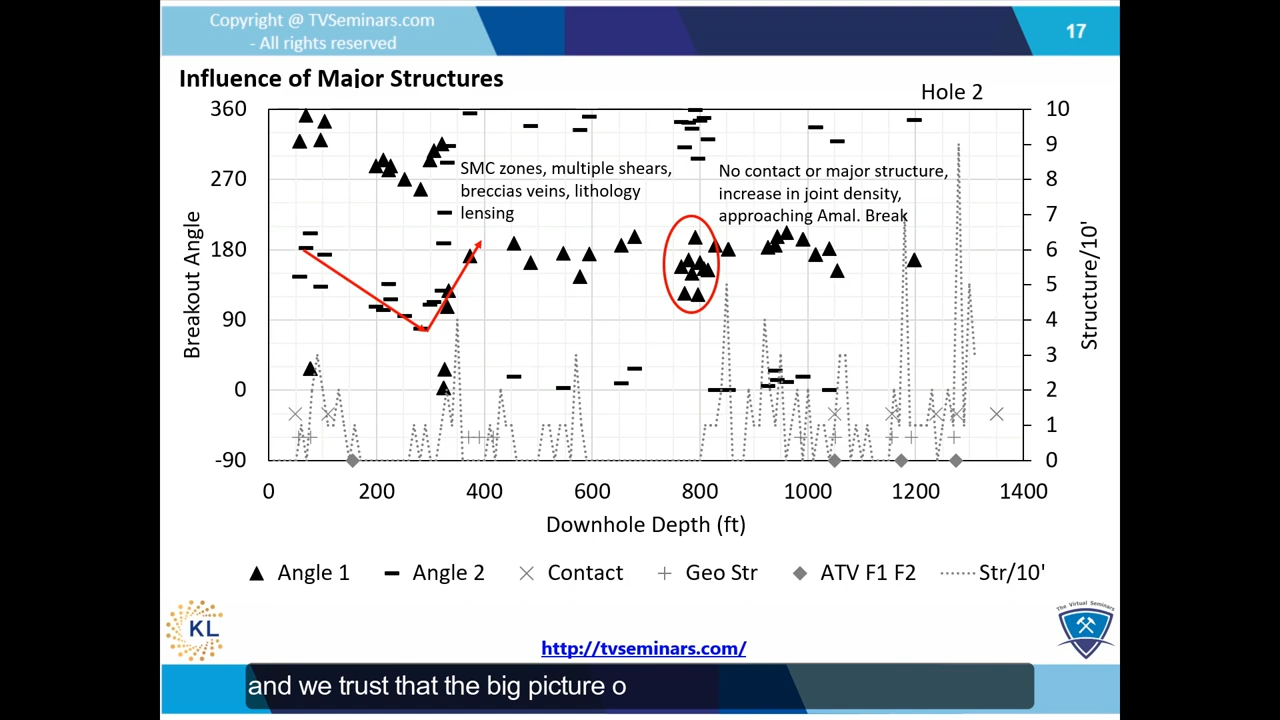 Copyright @ TVSeminars.com
- All rights reserved
17
Influence of Major Structures
Hole 2
360
270
180
90
0
-90
Breakout Angle
SMC zones, multiple shears,
breccias veins, lithology
lensing
No contact or major structure,
increase in joint density,
approaching Amal. Break
10
9
8
7
6
5
4
3
2
1
0
Structure/10'
0 200 400 600 800 1000 1200 1400
Downhole Depth (ft)
Angle 1 Angle 2 Contact Geo Str ATV F1 F2 Str/10'
KL
The Virtual Seminars
http://tvseminars.com/
and we trust that the big picture o